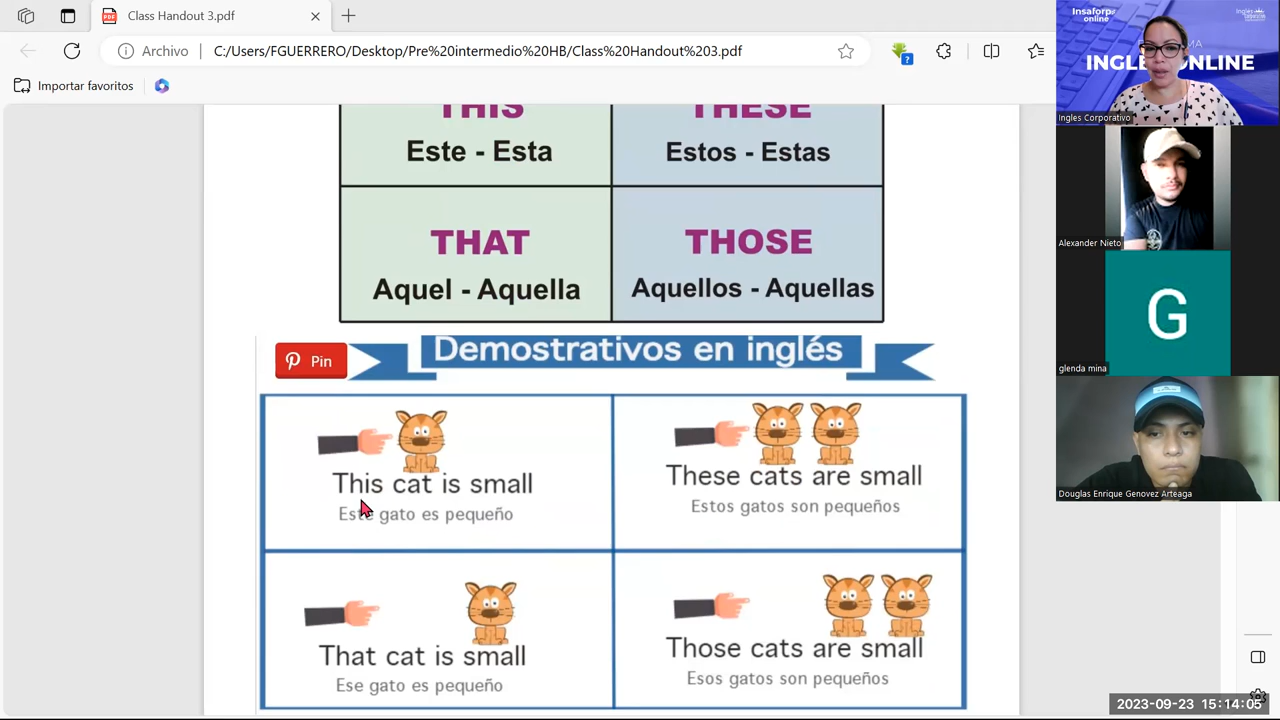 Class Handout 3.pdf
Archivo
C:/Users/FGUERRERO/Desktop/Pre%20Intermedio%20HB/Class%20Handout%203.pdf
Importar favoritos
THIS
THESE
Este - Esta
Estos - Estas
THAT
THOSE
Aquel - Aquella
Aquellos - Aquellas
Pin
Demostrativos en inglés
This cat is small
Este gato es pequeño
These cats are small
Estos gatos son pequeños
That cat is small
Ese gato es pequeño
Those cats are small
Esos gatos son pequeños
Insaforp
online
INGL ONLINE
Ingles Corporativo
Alexander Nieto
G
glenda mina
Douglas Enrique Genovez Arteaga
2023-09-23 15:14:05